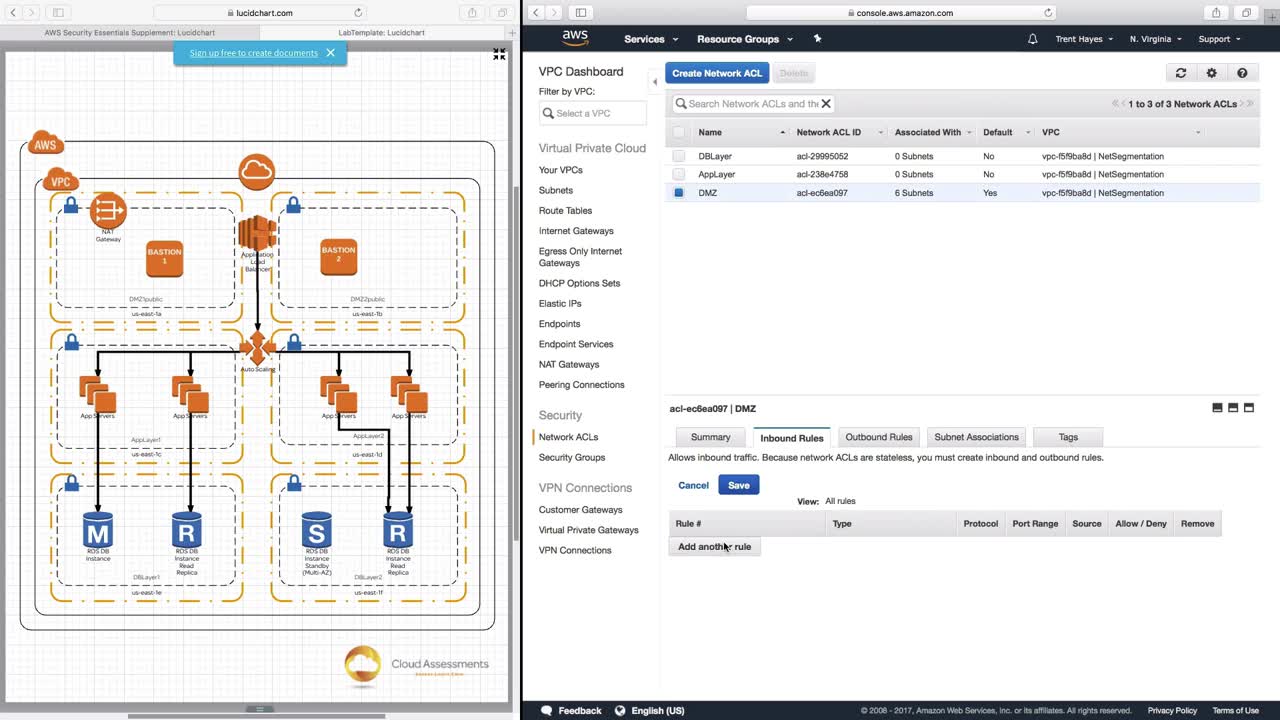 lucidchart.com
AWS Security Essentials Supplement: Lucidchart
LabTemplate: Lucidchart
Sign up free to create documents
AWS
VPC
NAT
Gateway
BASTION
1
Application
Load
Balancer
BASTION
2
DMZ1public
us-east-1a
DMZ2public
us-east-1b
Auto Scaling
App Servers
App Servers
App Servers
App Servers
AppLayer1
us-east-1c
AppLayer2
us-east-1d
M
RDS DB
Instance
R
RDS DB
Instance
Read
Replica
S
RDS DB
Instance
Standby
(Multi-AZ)
R
RDS DB
Instance
Read
Replica
DBLayer1
us-east-1e
DBLayer2
us-east-1f
Cloud Assessments
console.aws.amazon.com
aws
Services
Resource Groups
Trent Hayes
N. Virginia
Support
VPC Dashboard
Filter by VPC:
Select a VPC
Virtual Private Cloud
Your VPCs
Subnets
Route Tables
Internet Gateways
Egress Only Internet
Gateways
DHCP Options Sets
Elastic IPs
Endpoints
Endpoint Services
NAT Gateways
Peering Connections
Security
Network ACLs
Security Groups
VPN Connections
Customer Gateways
Virtual Private Gateways
VPN Connections
Create Network ACL
Delete
Search Network ACLs and the
1 to 3 of 3 Network ACLs
Name Network ACL ID Associated With Default VPC
DBLayer acl-29995052 0 Subnets No vpc-f5f9ba8d | NetSegmentation
AppLayer acl-238e4758 0 Subnets No vpc-f5f9ba8d | NetSegmentation
DMZ acl-ec6ea097 6 Subnets Yes vpc-f5f9ba8d | NetSegmentation
acl-ec6ea097 | DMZ
Summary Inbound Rules Outbound Rules Subnet Associations Tags
Allows inbound traffic. Because network ACLs are stateless, you must create inbound and outbound rules.
Cancel Save
View: All rules
Rule # Type Protocol Port Range Source Allow / Deny Remove
Add another rule
Feedback
English (US)
© 2008 - 2017, Amazon Web Services, Inc. or its affiliates. All rights reserved.
Privacy Policy
Terms of Use